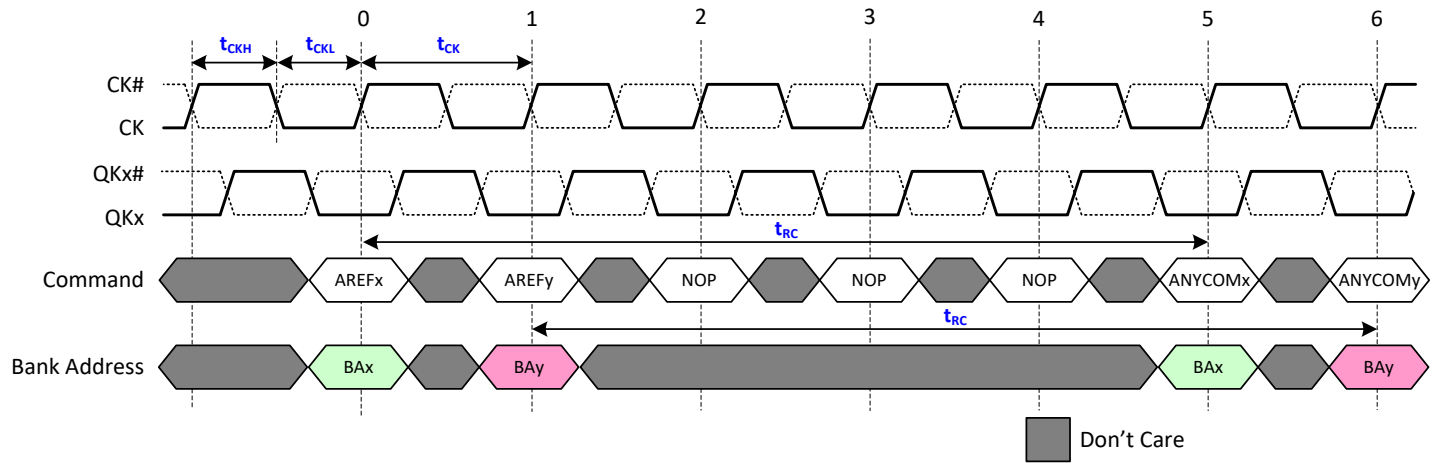 0 1 2 3 4 5 6
tCKH tCKL tCK
CK#
CK
QKx#
QKx
tRC
Command AREFx AREFy NOP NOP NOP ANYCOMx ANYCOMy
tRC
Bank Address BAx BAy BAx BAy
Don't Care